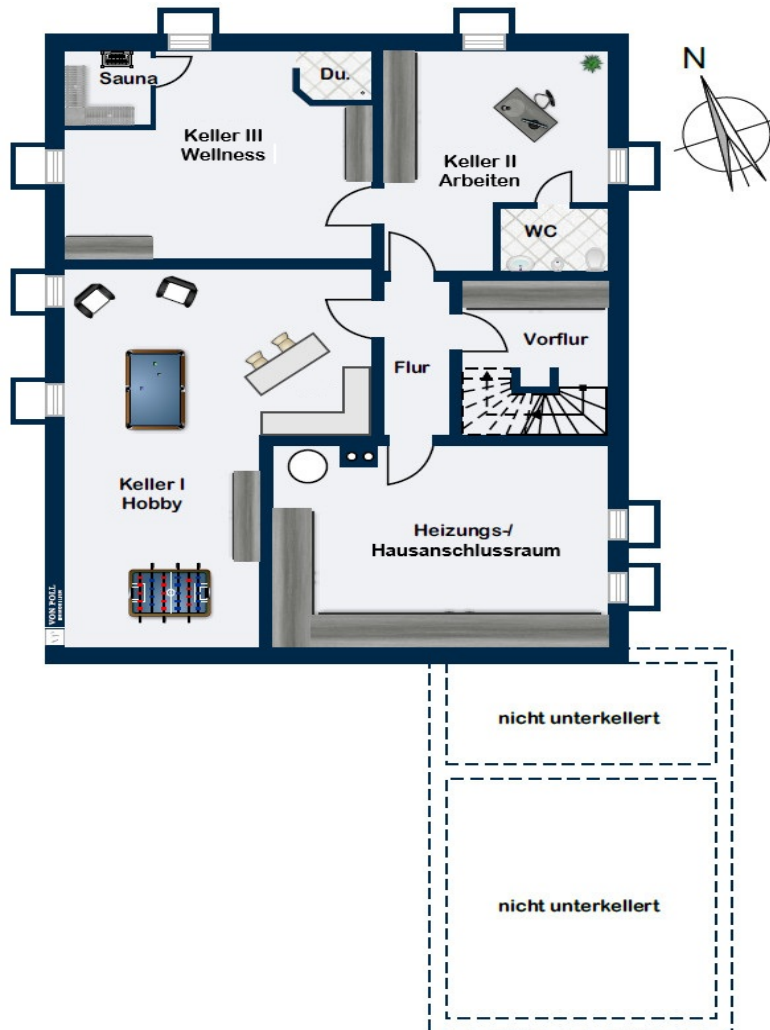 Sauna
Du.
N
Keller III
Wellness
Keller II
Arbeiten
WC
Vorflur
Flur
Keller I
Hobby
Heizungs-/
Hausanschlussraum
VON POLL
nicht unterkellert
nicht unterkellert